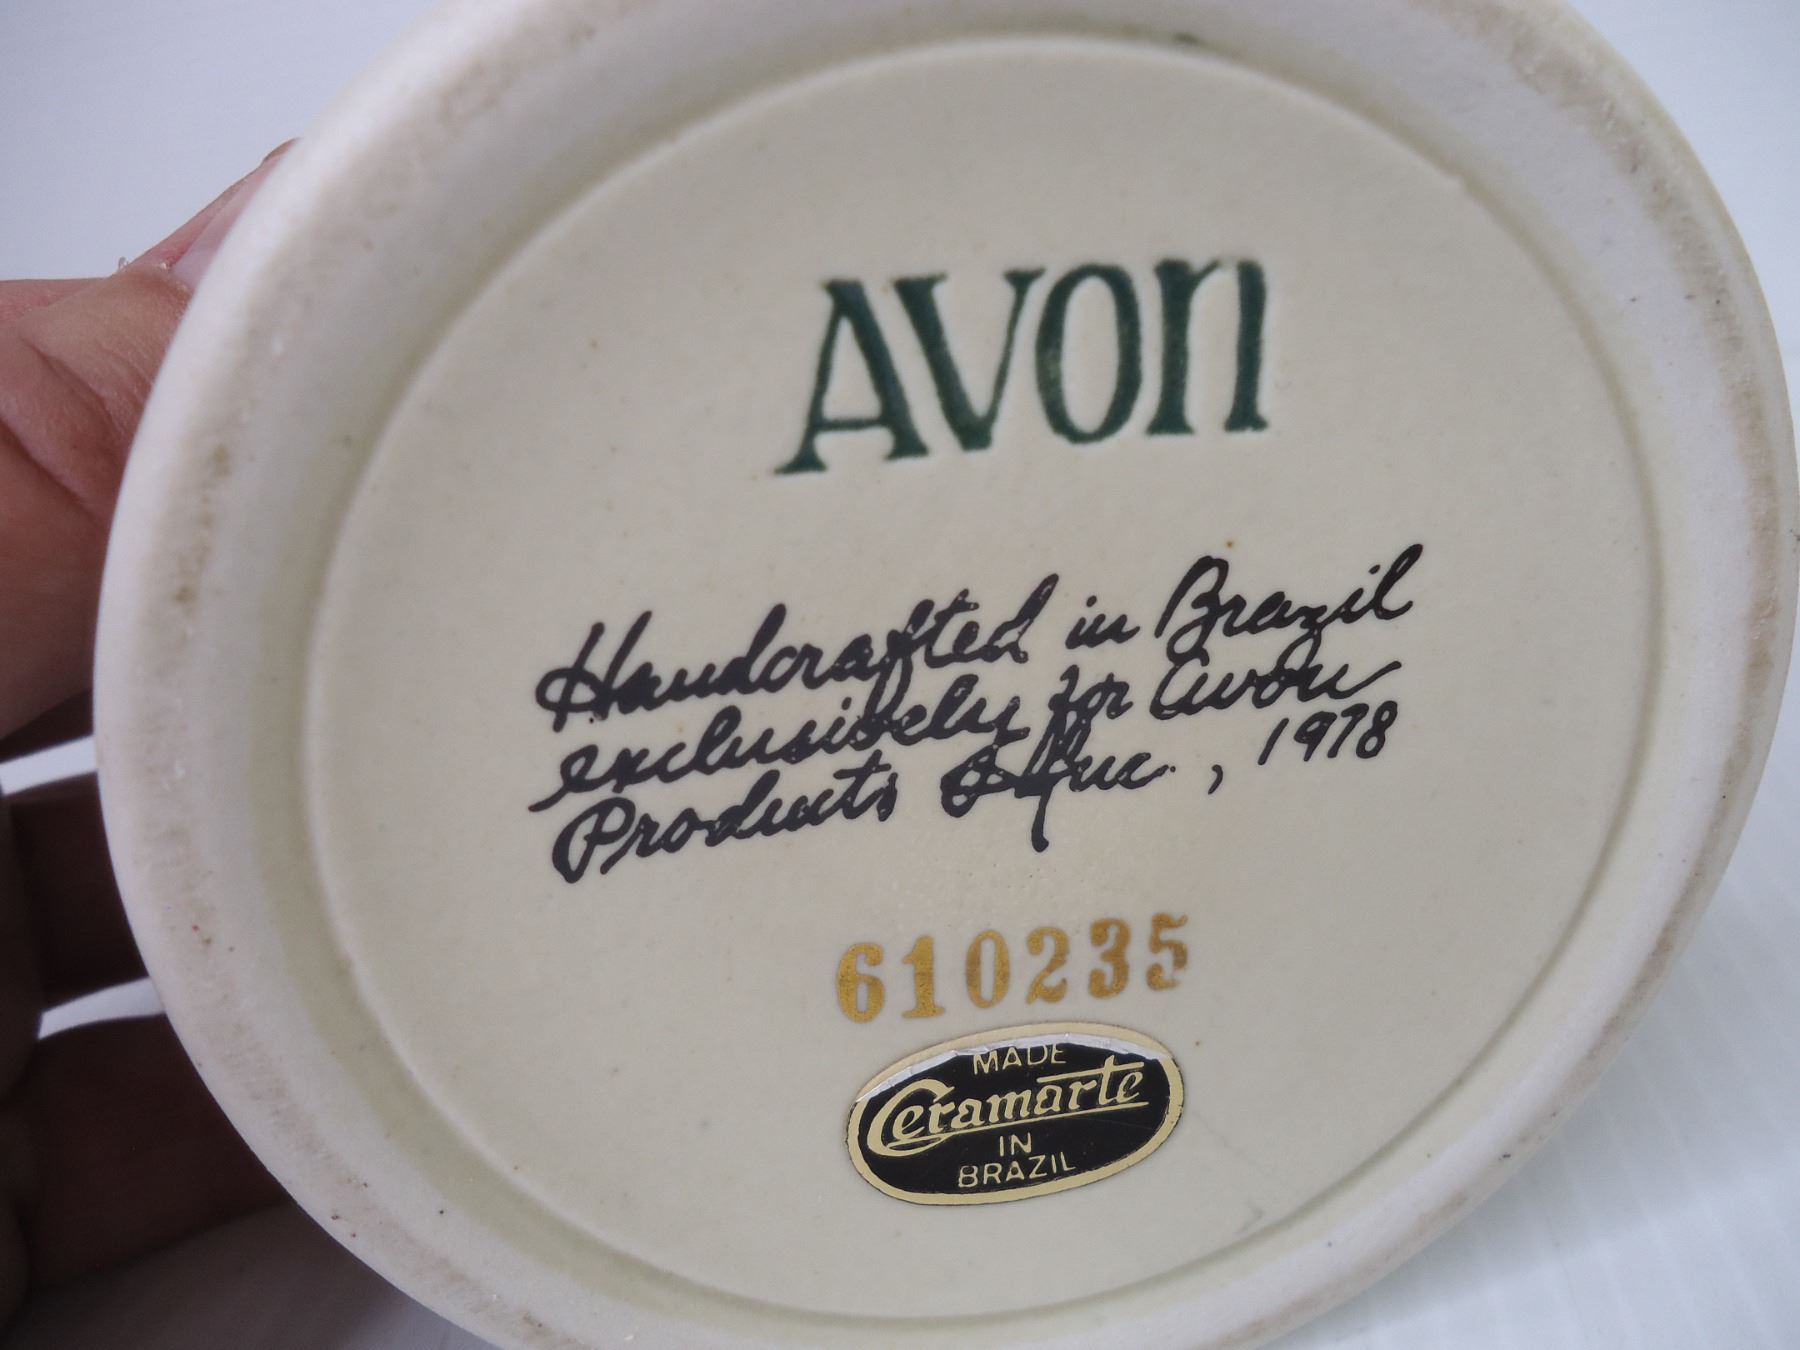 AVON
Handcrafted in Brazil
exclusively for Avon
Products Inc., 1978
610235
MADE
Ceramarte
IN
BRAZIL